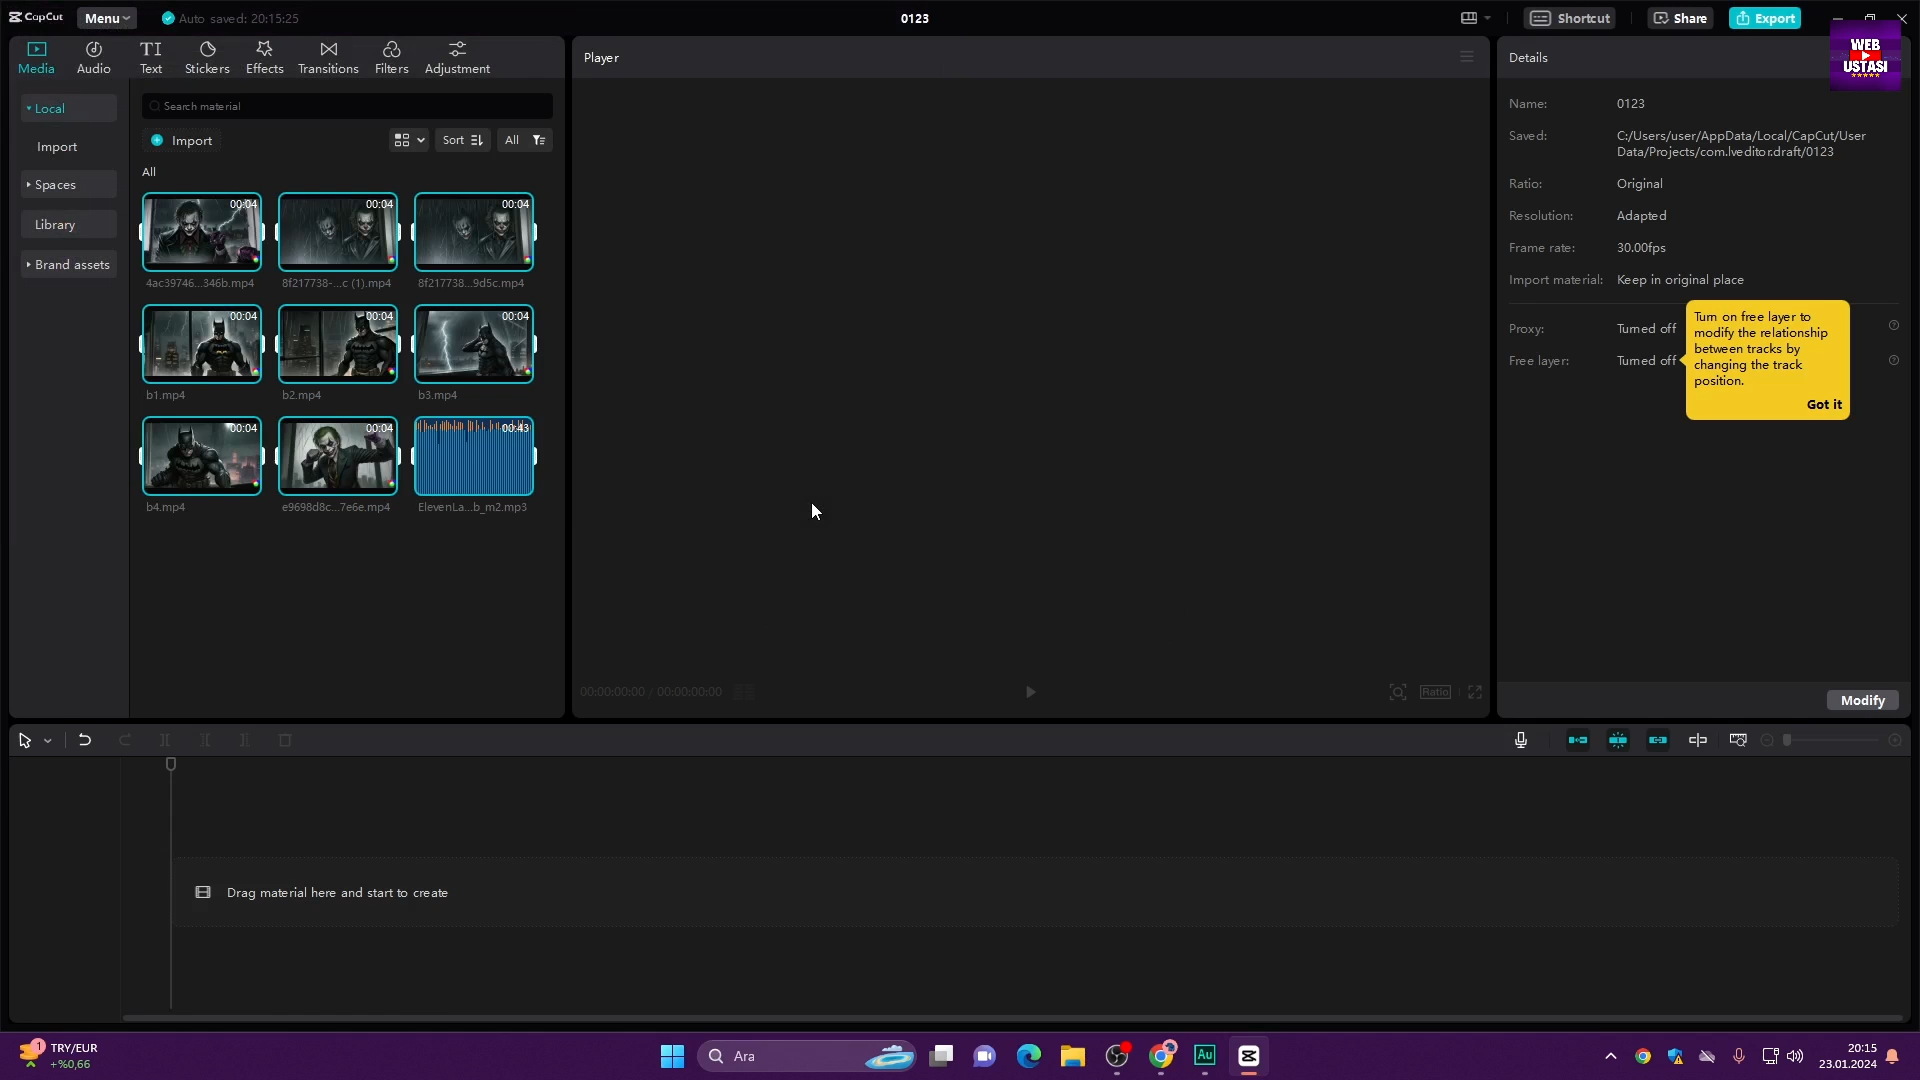 CapCut
Menu
Auto saved: 20:15:25
0123
Shortcut
Share
Export
WEB
USTASI
Media
Audio
TI
Text
Stickers
Effects
Transitions
Filters
Adjustment
Player
Details
Local
Import
Spaces
Library
Brand assets
Search material
Import
Sort
All
All
00:04
00:04
00:04
4ac39746...346b.mp4
8f217738-...c (1).mp4
8f217738...9d5c.mp4
00:04
00:04
00:04
b1.mp4
b2.mp4
b3.mp4
00:04
00:04
00:43
b4.mp4
e9698d8c...7e6e.mp4
ElevenLa...b_m2.mp3
00:00:00:00 / 00:00:00:00
Ratio
Name: 0123
Saved: C:/Users/user/AppData/Local/CapCut/User
Data/Projects/com.lveditor.draft/0123
Ratio: Original
Resolution: Adapted
Frame rate: 30.00fps
Import material: Keep in original place
Proxy: Turned off
Free layer: Turned off
Turn on free layer to
modify the relationship
between tracks by
changing the track
position.
Got it
Modify
Drag material here and start to create
1
TRY/EUR
+%0,66
Ara
Au
20:15
23.01.2024